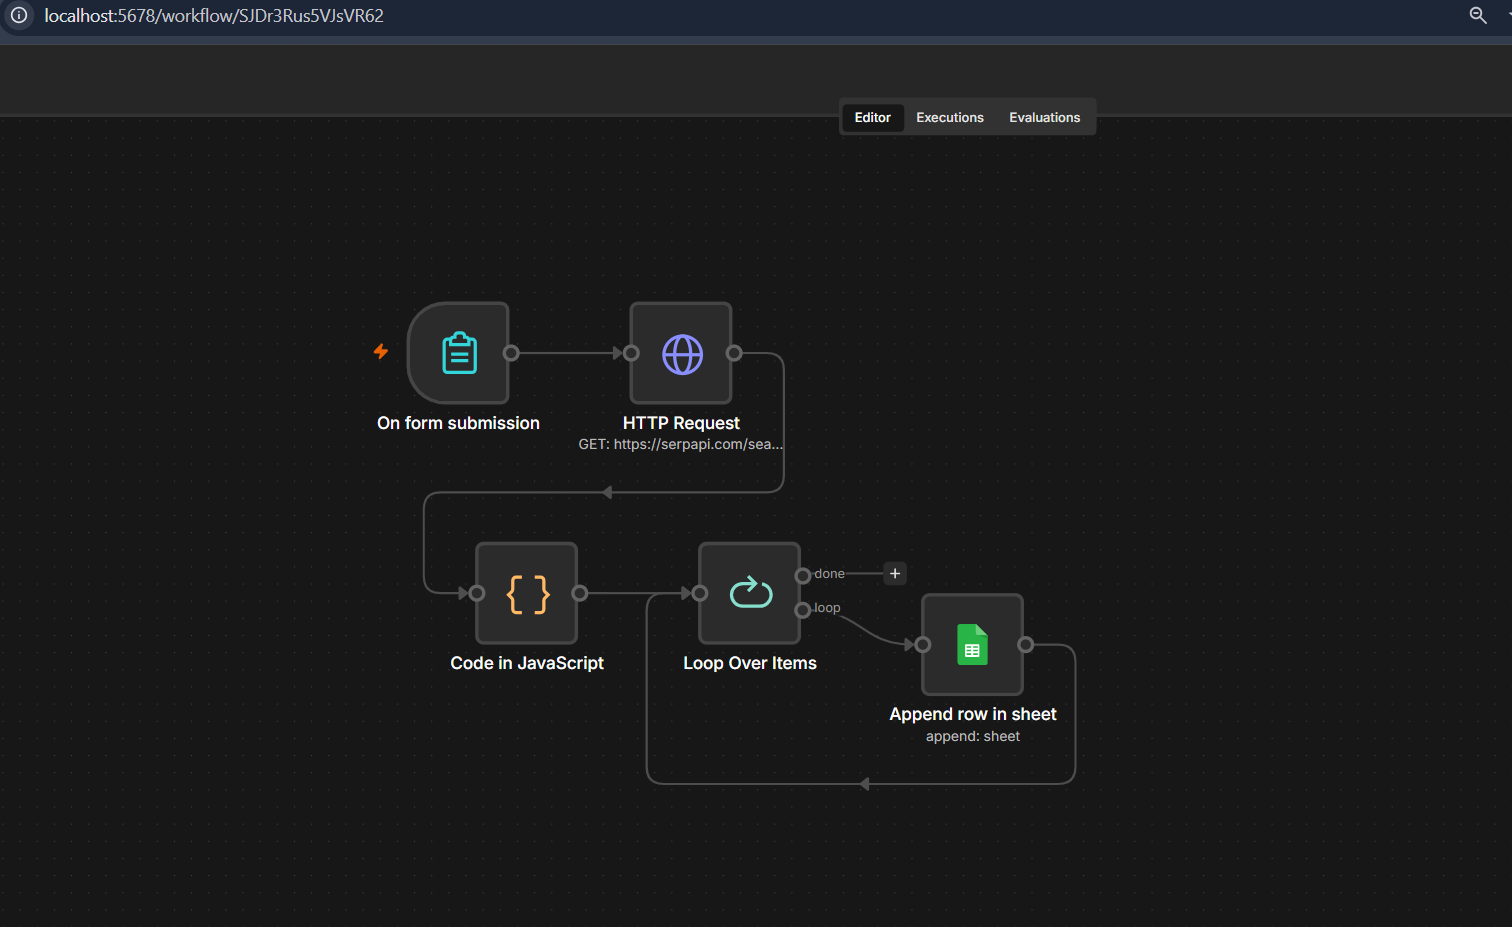 localhost:5678/workflow/SJDr3Rus5VJsVR62
Editor Executions Evaluations
On form submission
HTTP Request
GET: https://serpapi.com/sea...
done
loop
Code in JavaScript
Loop Over Items
Append row in sheet
append: sheet